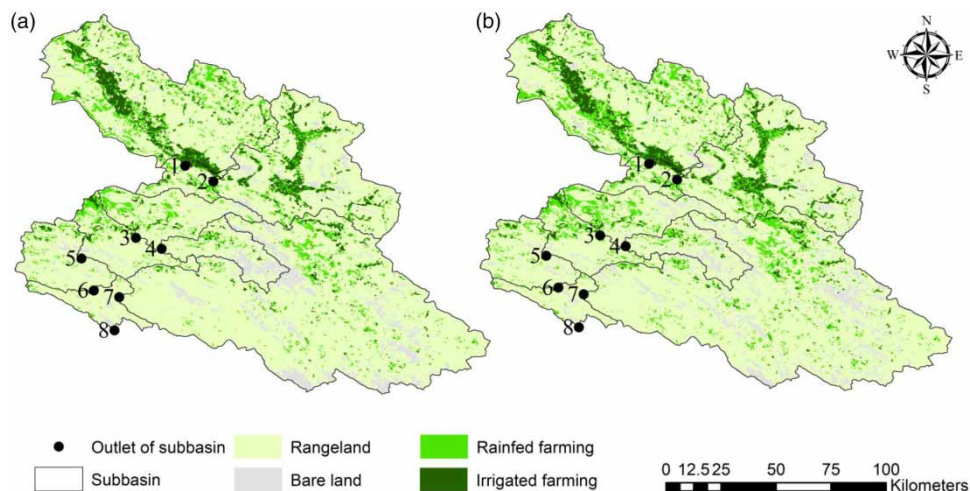 (a)
(b)
N
W E
S
1
2
3
4
5
6
7
8
1
2
3
4
5
6
7
8
Outlet of subbasin
Rangeland
Rainfed farming
Subbasin
Bare land
Irrigated farming
0 12.5 25 50 75 100
Kilometers